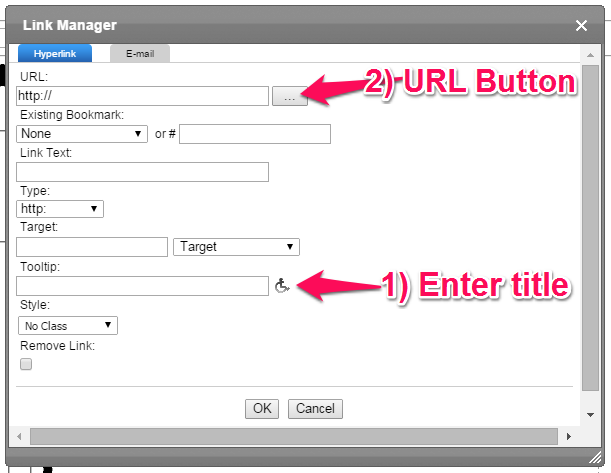 Link Manager
Hyperlink E-mail
URL:
http:// ... 2) URL Button
Existing Bookmark:
None or #
Link Text:
Type:
http:
Target:
Target
Tooltip:
1) Enter title
Style:
No Class
Remove Link:
OK Cancel